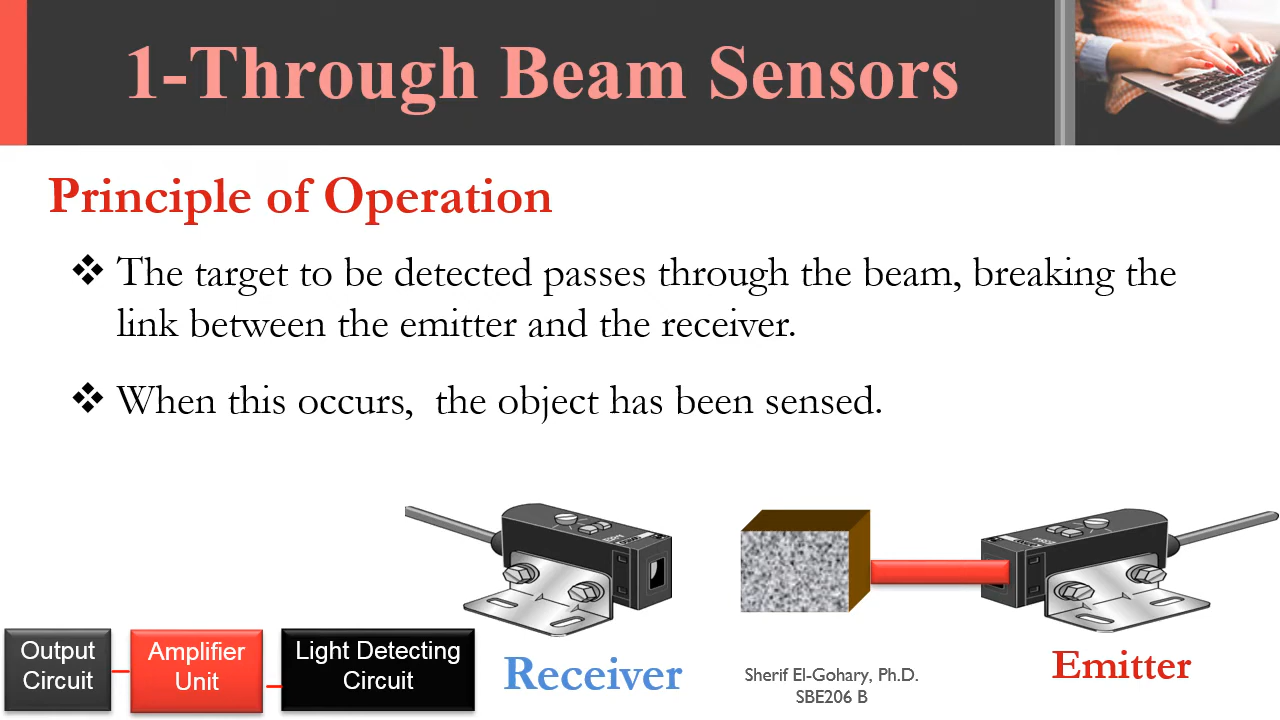 1-Through Beam Sensors
Principle of Operation
❖ The target to be detected passes through the beam, breaking the
link between the emitter and the receiver.
❖ When this occurs,  the object has been sensed.
Output
Circuit
Amplifier
Unit
Light Detecting
Circuit
Receiver
Sherif El-Gohary, Ph.D.
SBE206 B
Emitter